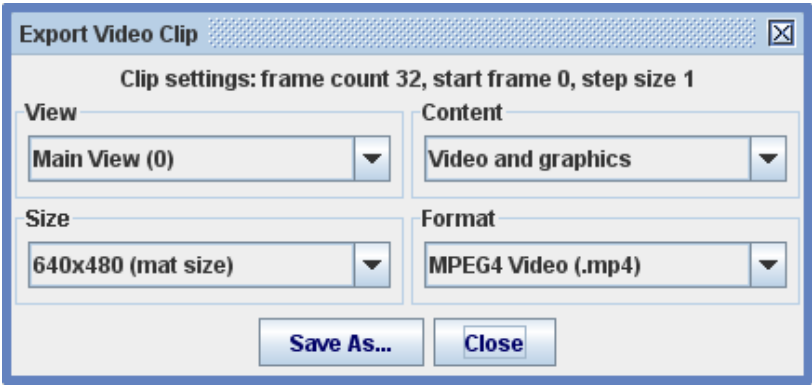 Export Video Clip
Clip settings: frame count 32, start frame 0, step size 1
View
Main View (0)
Content
Video and graphics
Size
640x480 (mat size)
Format
MPEG4 Video (.mp4)
Save As...
Close